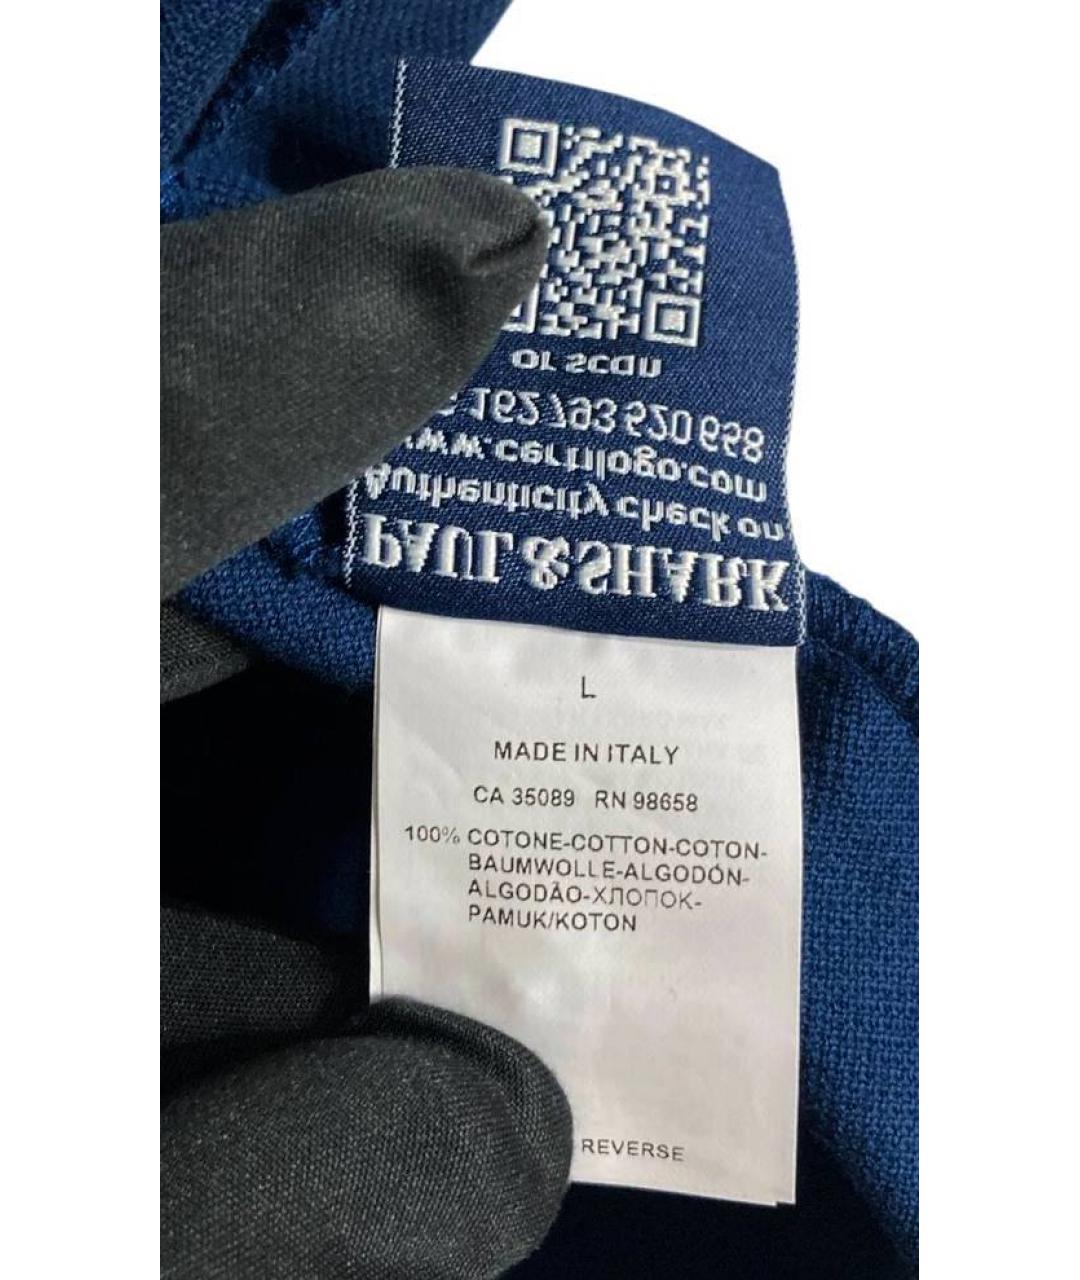 PAUL & SHARK
Authenticity check on
www.certilogo.com
or scan
L
MADE IN ITALY
CA 35089 RN 98658
100% COTONE-COTTON-COTON-
BAUMWOLLE-ALGODÓN-
ALGODÃO-ХЛОПОК-
PAMUK/KOTON
REVERSE